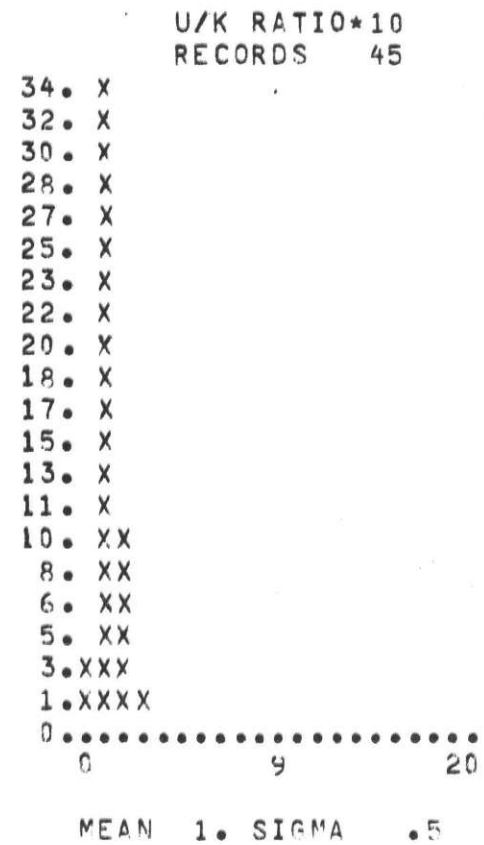 U/K RATIO*10
RECORDS 45
34. X
32. X
30. X
28. X
27. X
25. X
23. X
22. X
20. X
18. X
17. X
15. X
13. X
11. X
10. XX
8. XX
6. XX
5. XX
3.XXX
1.XXXX
0......................
0 9 20
MEAN 1. SIGMA .5